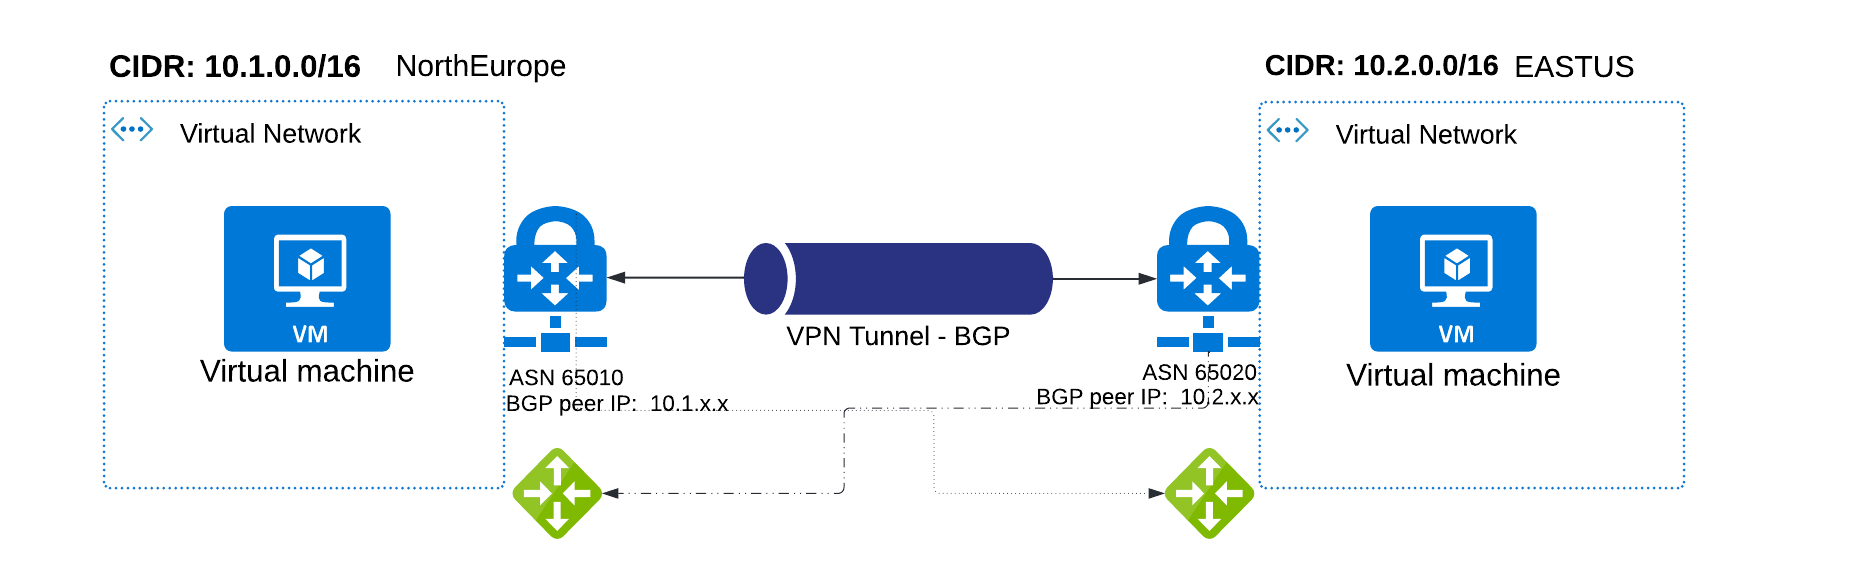 CIDR: 10.1.0.0/16 NorthEurope
CIDR: 10.2.0.0/16 EASTUS
Virtual Network
Virtual Network
VM
Virtual machine
VPN Tunnel - BGP
VM
Virtual machine
ASN 65010
BGP peer IP: 10.1.x.x
ASN 65020
BGP peer IP: 10.2.x.x